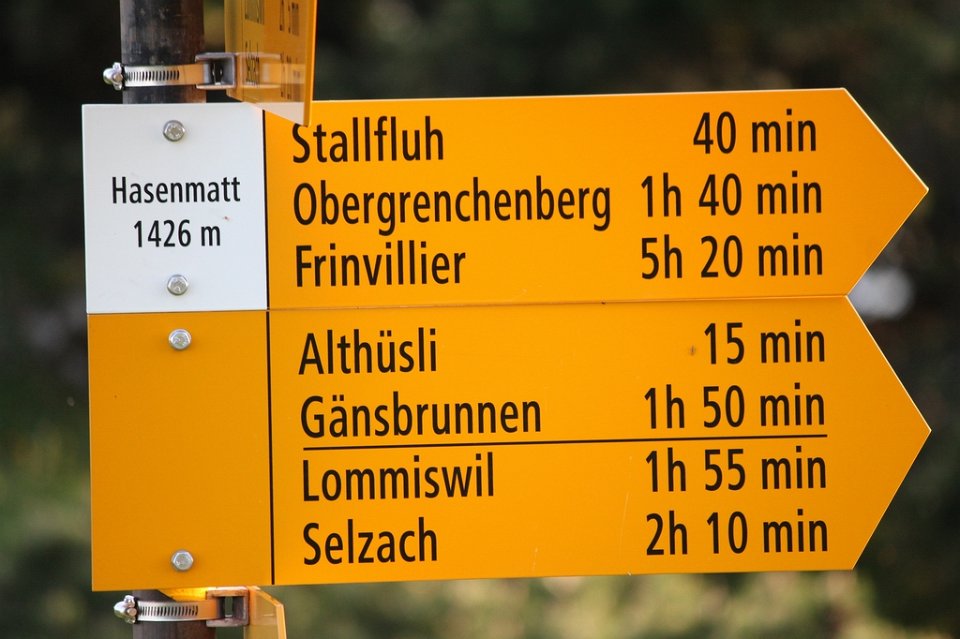 Hasenmatt
1426 m
Stallfluh 40 min
Obergrenchenberg 1h 40 min
Frinvillier 5h 20 min
Althüsli 15 min
Gänsbrunnen 1h 50 min
Lommiswil 1h 55 min
Selzach 2h 10 min